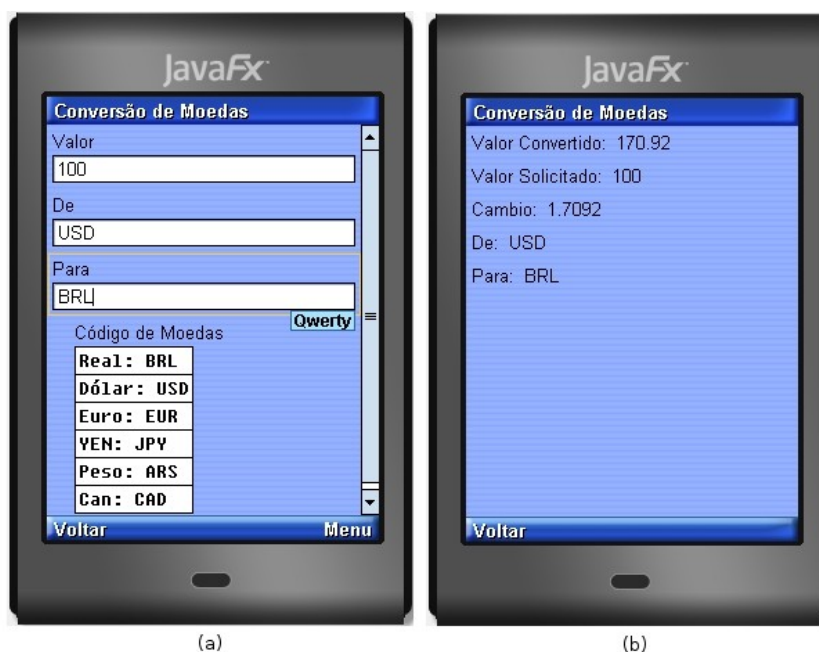 JavaFx
Conversão de Moedas
Valor
100
De
USD
Para
BRL
Qwerty
Código de Moedas
Real: BRL
Dólar: USD
Euro: EUR
YEN: JPY
Peso: ARS
Can: CAD
Voltar Menu
(a)
JavaFx
Conversão de Moedas
Valor Convertido: 170.92
Valor Solicitado: 100
Cambio: 1.7092
De: USD
Para: BRL
Voltar
(b)